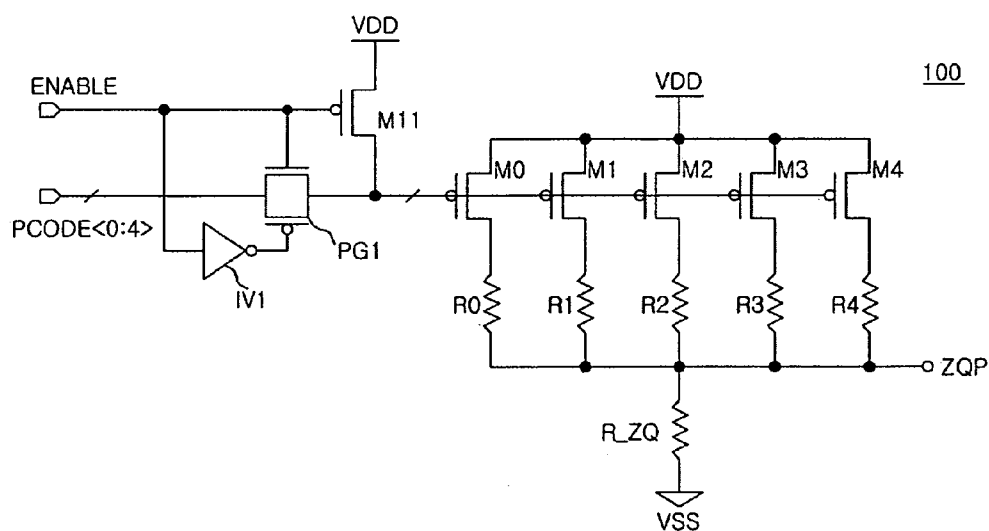 VDD
ENABLE
VDD
100
M11
M0
M1
M2
M3
M4
PCODE<0:4>
PG1
IV1
R0
R1
R2
R3
R4
ZQP
R_ZQ
VSS